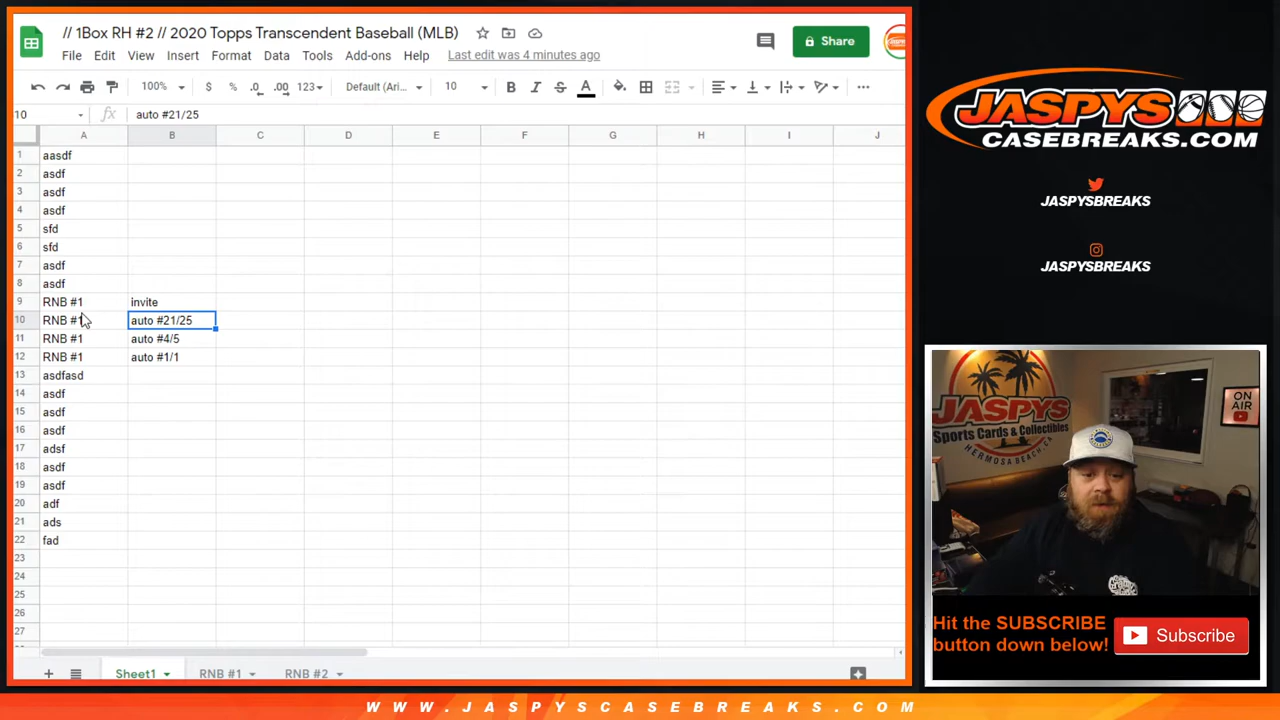 // 1Box RH #2 // 2020 Topps Transcendent Baseball (MLB)
File Edit View Insert Format Data Tools Add-ons Help Last edit was 4 minutes ago
Share
100% $ % .0 .00 123 Default (Ari... 10 B I S A
10 fx auto #21/25
A B C D E F G H I J
1 aasdf
2 asdf
3 asdf
4 asdf
5 sfd
6 sfd
7 asdf
8 asdf
9 RNB #1 invite
10 RNB #1 auto #21/25
11 RNB #1 auto #4/5
12 RNB #1 auto #1/1
13 asdfasd
14 asdf
15 asdf
16 asdf
17 adsf
18 asdf
19 asdf
20 adf
21 ads
22 fad
23
24
25
26
27
Sheet1 RNB #1 RNB #2
JASPYS
CASEBREAKS.COM
JASPYSBREAKS
JASPYSBREAKS
JASPYS
Sports Cards & Collectibles
HERMOSA BEACH, CA
ON
AIR
Hit the SUBSCRIBE
button down below!
Subscribe
WWW.JASPYSCASEBREAKS.COM